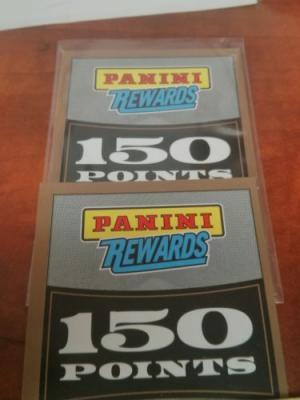 PANINI
REWARDS
150
POINTS
PANINI
REWARDS
150
POINTS